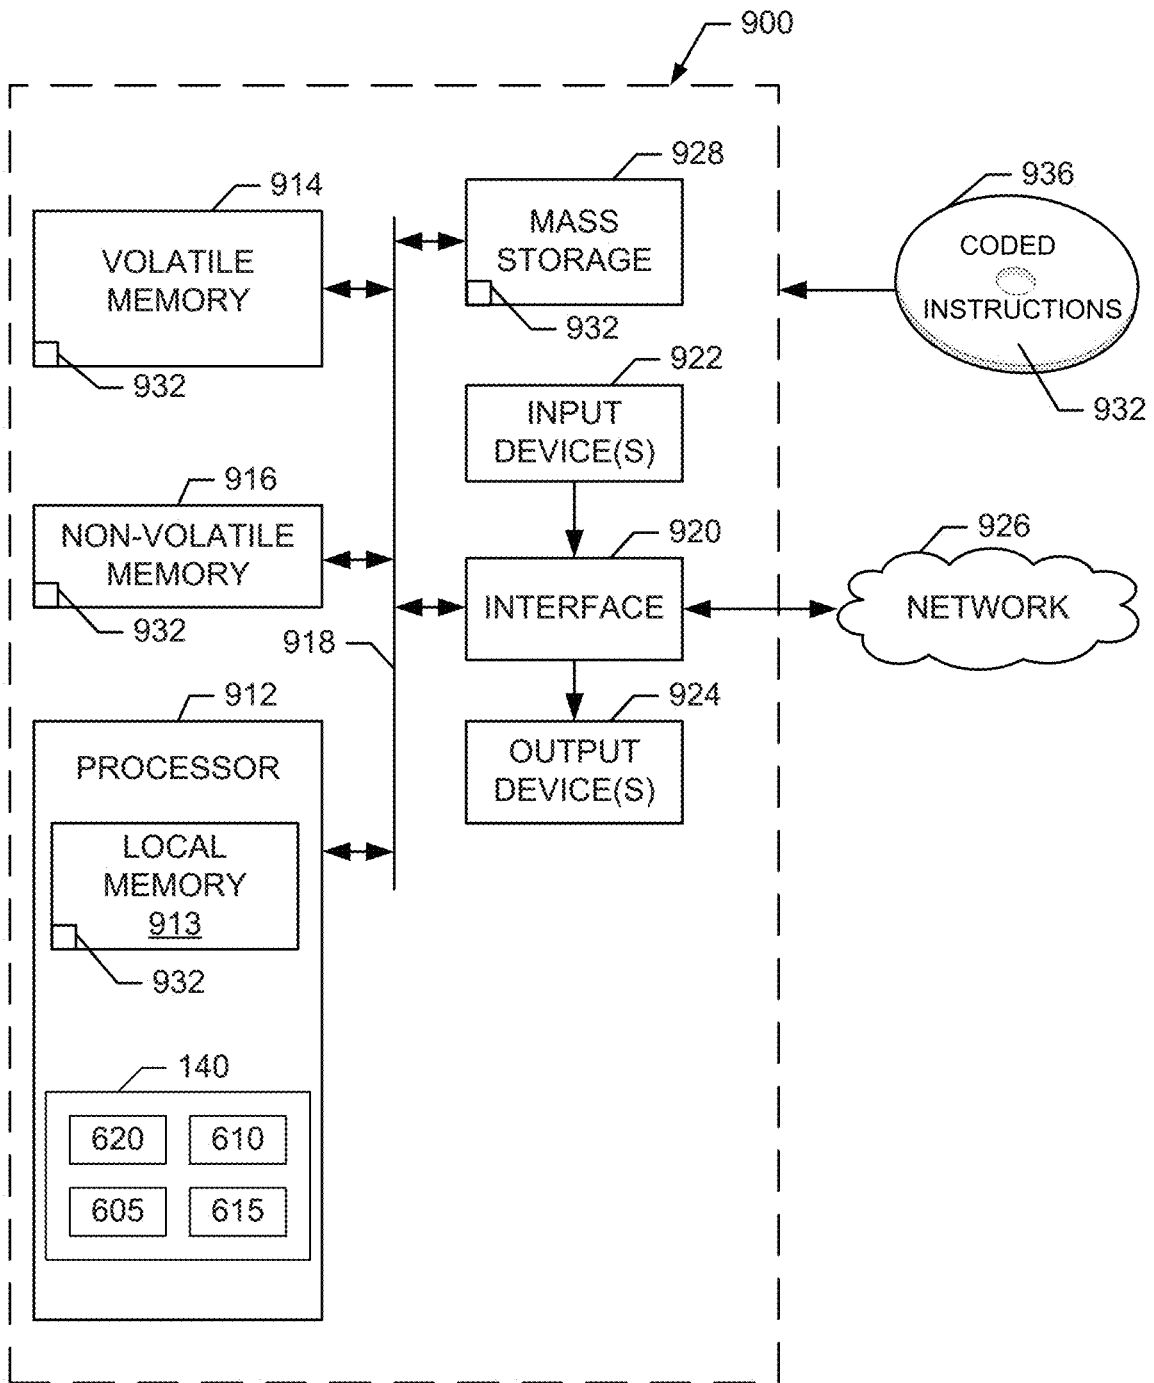 900
928
914
936
MASS
STORAGE
CODED
INSTRUCTIONS
VOLATILE
MEMORY
932
932
932
922
INPUT
DEVICE(S)
916
NON-VOLATILE
MEMORY
932
920
INTERFACE
926
NETWORK
918
912
924
PROCESSOR
OUTPUT
DEVICE(S)
LOCAL
MEMORY
913
932
140
620 610
605 615